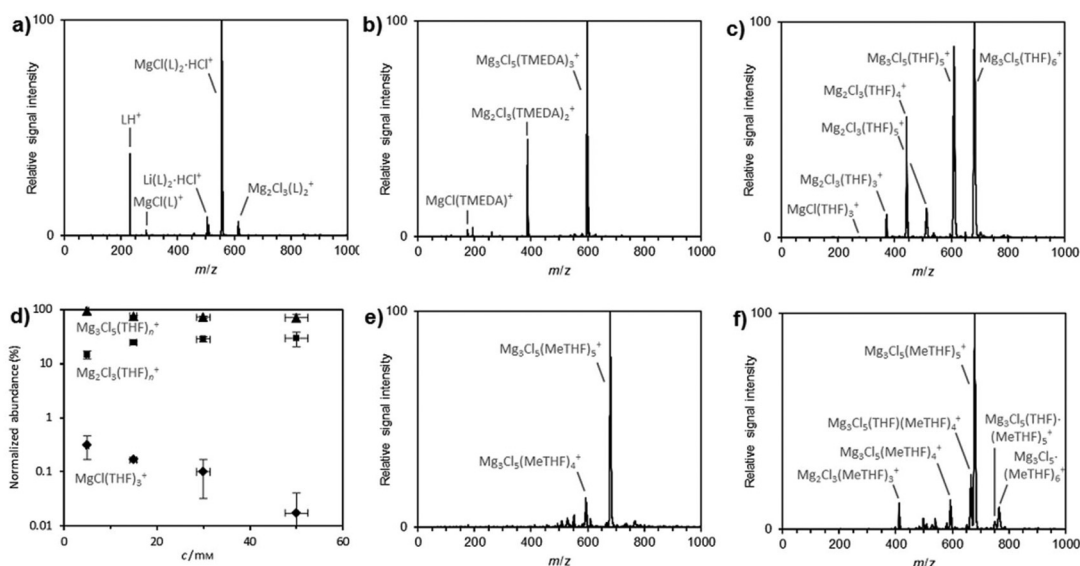 a)
100
Relative signal intensity
0
MgCl(L)₂·HCl⁺
LH⁺
Li(L)₂·HCl⁺
MgCl(L)⁺
Mg₂Cl₃(L)₂⁺
0 200 400 600 800 1000
m/z
b)
100
Relative signal intensity
0
Mg₃Cl₅(TMEDA)₃⁺
Mg₂Cl₅(TMEDA)₂⁺
MgCl(TMEDA)⁺
0 200 400 600 800 1000
m/z
c)
100
Relative signal intensity
0
Mg₃Cl₅(THF)₅⁺
Mg₃Cl₅(THF)₆⁺
Mg₂Cl₃(THF)₄⁺
Mg₂Cl₃(THF)₅⁺
Mg₂Cl₃(THF)₃⁺
MgCl(THF)₃⁺
0 200 400 600 800 1000
m/z
d)
Normalized abundance (%)
100
10
1
0.1
0.01
Mg₃Cl₅(THF)ₙ⁺
Mg₂Cl₃(THF)ₙ⁺
MgCl(THF)₃⁺
0 20 40 60
c/mM
e)
100
Relative signal intensity
0
Mg₃Cl₅(MeTHF)₅⁺
Mg₃Cl₅(MeTHF)₄⁺
0 200 400 600 800 1000
m/z
f)
100
Relative signal intensity
0
Mg₃Cl₅(MeTHF)₅⁺
Mg₃Cl₅(THF)(MeTHF)₄⁺
Mg₃Cl₅(MeTHF)₄⁺
Mg₂Cl₃(MeTHF)₃⁺
Mg₃Cl₅(THF)·
(MeTHF)₅⁺
Mg₃Cl₅·
(MeTHF)₆⁺
0 200 400 600 800 1000
m/z